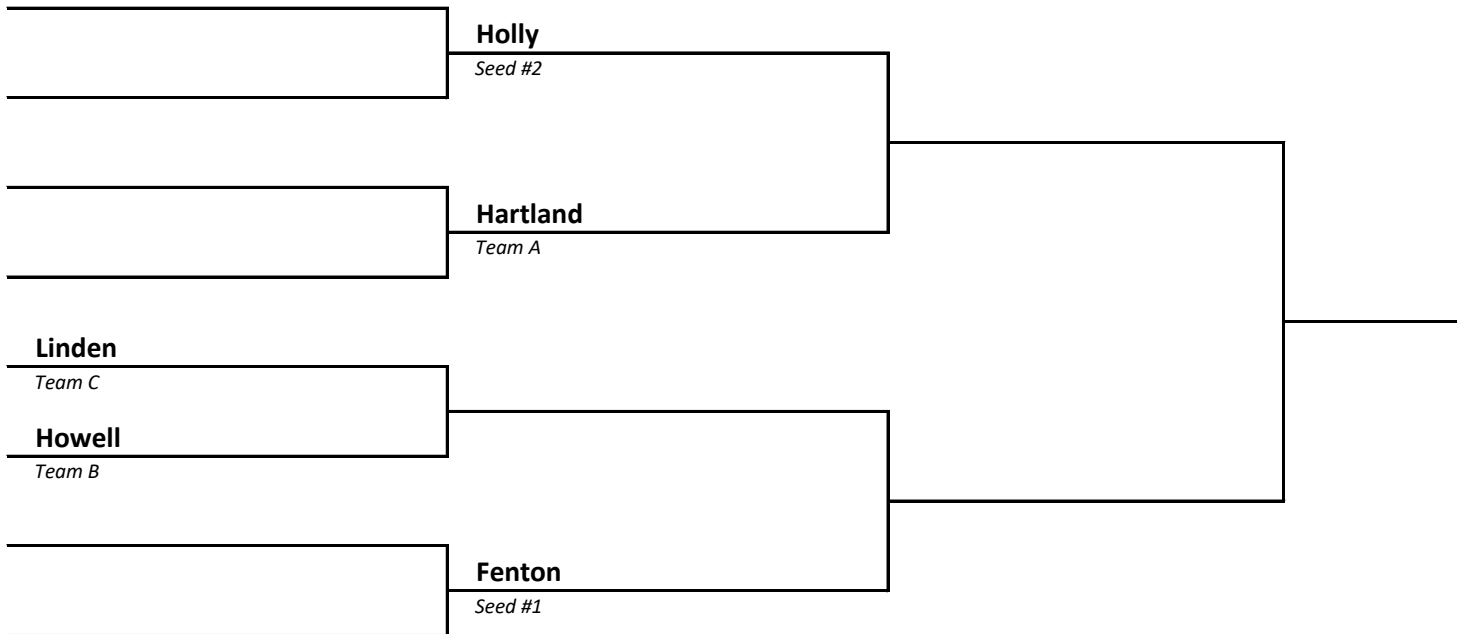 Holly
Seed #2
Hartland
Team A
Linden
Team C
Howell
Team B
Fenton
Seed #1